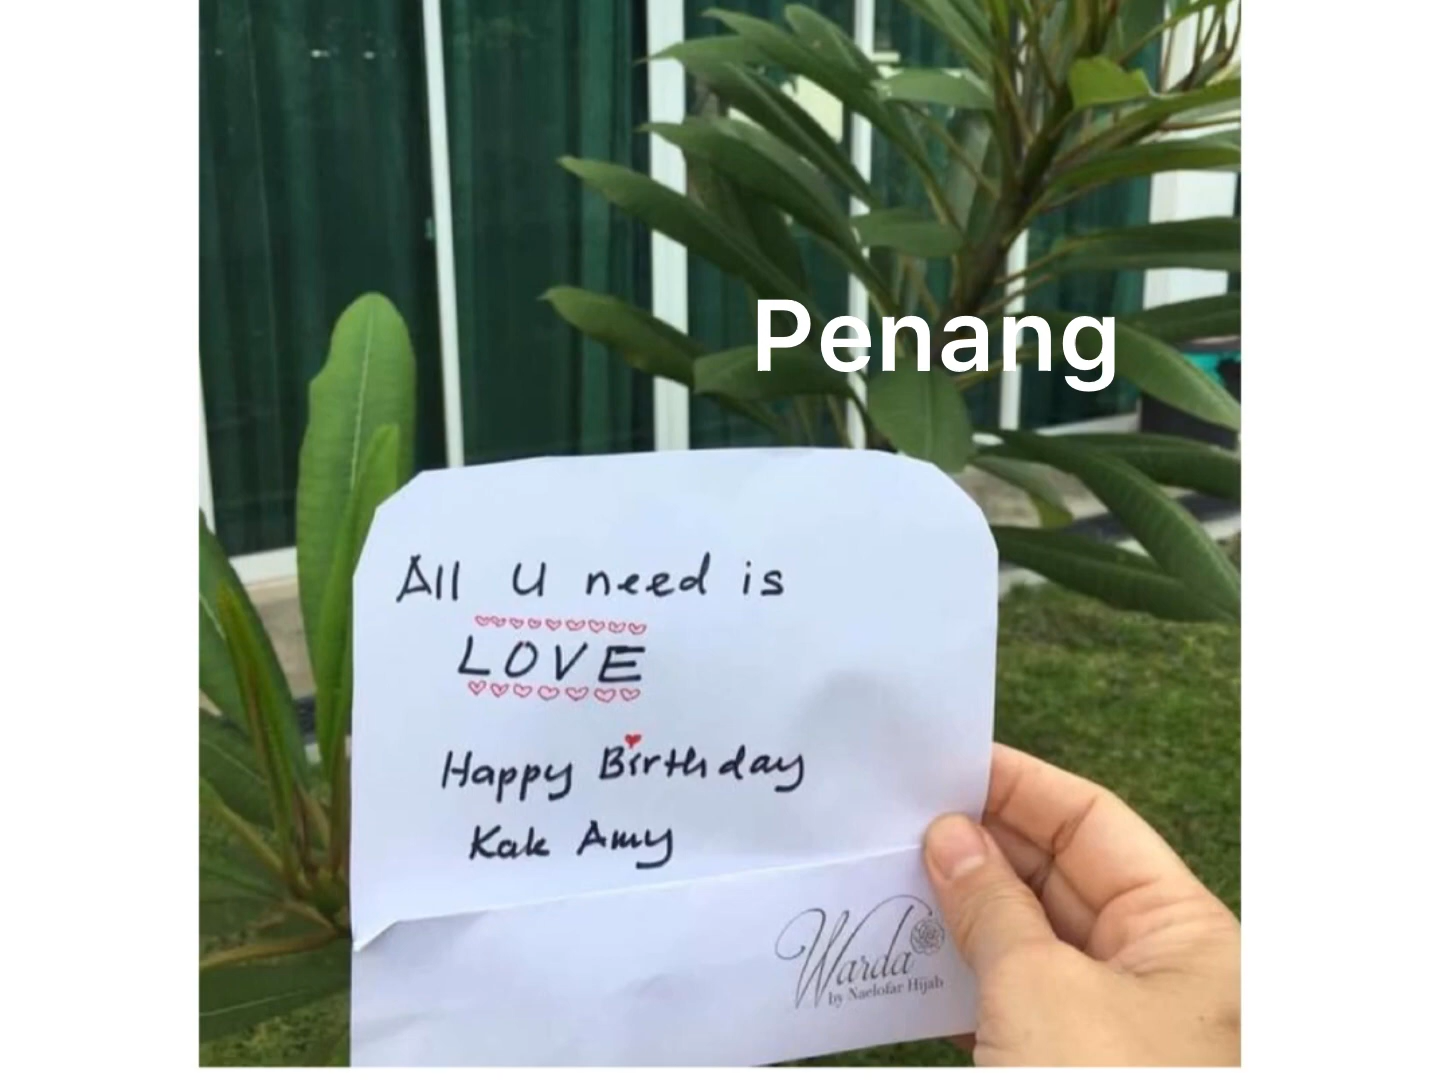 Penang
All U need is
LOVE
Happy Birthday
Kak Amy
Warda
by Naelofar Hijab